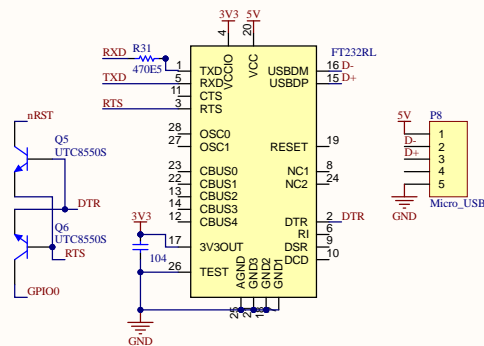 3V3 5V
4 20
VCCIO VCC
FT232RL
RXD R31 470E5 1 TXD USBDM 16 D-
TXD 5 RXD USBDP 15 D+
11 CTS
RTS 3 RTS
28 OSC0
27 OSC1 RESET 19
23 CBUS0 NC1 8
22 CBUS1 NC2 24
13 CBUS2
14 CBUS3
12 CBUS4 DTR 2 DTR
RI 6
3V3 17 3V3OUT DSR 9
DCD 10
104 26 TEST
AGND GND3 GND2 GND1
25
GND
nRST
Q5
UTC8550S
DTR
Q6
UTC8550S
RTS
GPIO0
P8
5V 1
D- 2
D+ 3
4
5
GND Micro_USB